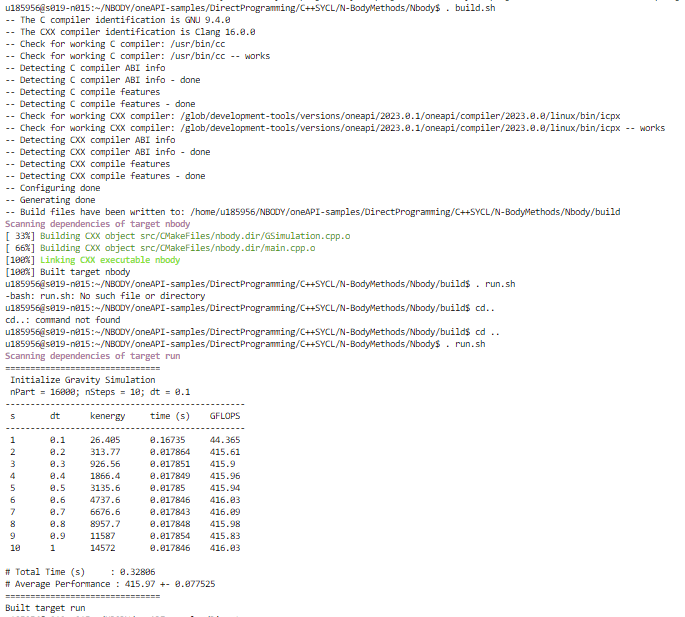 u185956@s019-n015:~/NBODY/oneAPI-samples/DirectProgramming/C++SYCL/N-BodyMethods/Nbody$ . build.sh
-- The C compiler identification is GNU 9.4.0
-- The CXX compiler identification is Clang 16.0.0
-- Check for working C compiler: /usr/bin/cc
-- Check for working C compiler: /usr/bin/cc -- works
-- Detecting C compiler ABI info
-- Detecting C compiler ABI info - done
-- Detecting C compile features
-- Detecting C compile features - done
-- Check for working CXX compiler: /glob/development-tools/versions/oneapi/2023.0.1/oneapi/compiler/2023.0.0/linux/bin/icpx
-- Check for working CXX compiler: /glob/development-tools/versions/oneapi/2023.0.1/oneapi/compiler/2023.0.0/linux/bin/icpx -- works
-- Detecting CXX compiler ABI info
-- Detecting CXX compiler ABI info - done
-- Detecting CXX compile features
-- Detecting CXX compile features - done
-- Configuring done
-- Generating done
-- Build files have been written to: /home/u185956/NBODY/oneAPI-samples/DirectProgramming/C++SYCL/N-BodyMethods/Nbody/build
Scanning dependencies of target nbody
[ 33%] Building CXX object src/CMakeFiles/nbody.dir/GSimulation.cpp.o
[ 66%] Building CXX object src/CMakeFiles/nbody.dir/main.cpp.o
[100%] Linking CXX executable nbody
[100%] Built target nbody
u185956@s019-n015:~/NBODY/oneAPI-samples/DirectProgramming/C++SYCL/N-BodyMethods/Nbody/build$ . run.sh
-bash: run.sh: No such file or directory
u185956@s019-n015:~/NBODY/oneAPI-samples/DirectProgramming/C++SYCL/N-BodyMethods/Nbody/build$ cd..
cd..: command not found
u185956@s019-n015:~/NBODY/oneAPI-samples/DirectProgramming/C++SYCL/N-BodyMethods/Nbody/build$ cd ..
u185956@s019-n015:~/NBODY/oneAPI-samples/DirectProgramming/C++SYCL/N-BodyMethods/Nbody$ . run.sh
Scanning dependencies of target run
===============================
Initialize Gravity Simulation
nPart = 16000; nSteps = 10; dt = 0.1
------------------------------------------------
s dt kenergy time (s) GFLOPS
------------------------------------------------
1 0.1 26.405 0.16735 44.365
2 0.2 313.77 0.017864 415.61
3 0.3 926.56 0.017851 415.9
4 0.4 1866.4 0.017849 415.96
5 0.5 3135.6 0.01785 415.94
6 0.6 4737.6 0.017846 416.03
7 0.7 6676.6 0.017843 416.09
8 0.8 8957.7 0.017848 415.98
9 0.9 11587 0.017854 415.83
10 1 14572 0.017846 416.03
# Total Time (s) : 0.32806
# Average Performance : 415.97 +- 0.077525
===============================
Built target run